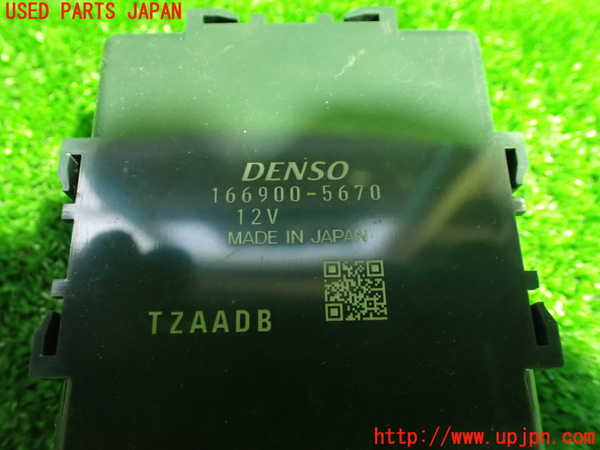 USED PARTS JAPAN
DENSO
166900-5670
12V
MADE IN JAPAN
TZAADB
http://www.upjpn.com